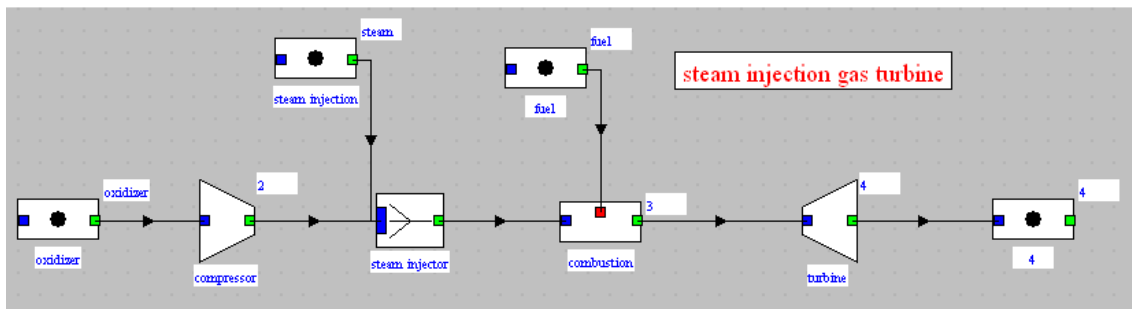 steam
fuel
steam injection gas turbine
steam injection
fuel
oxidizer
2
3
4
4
oxidizer
compressor
steam injector
combustion
turbine
4